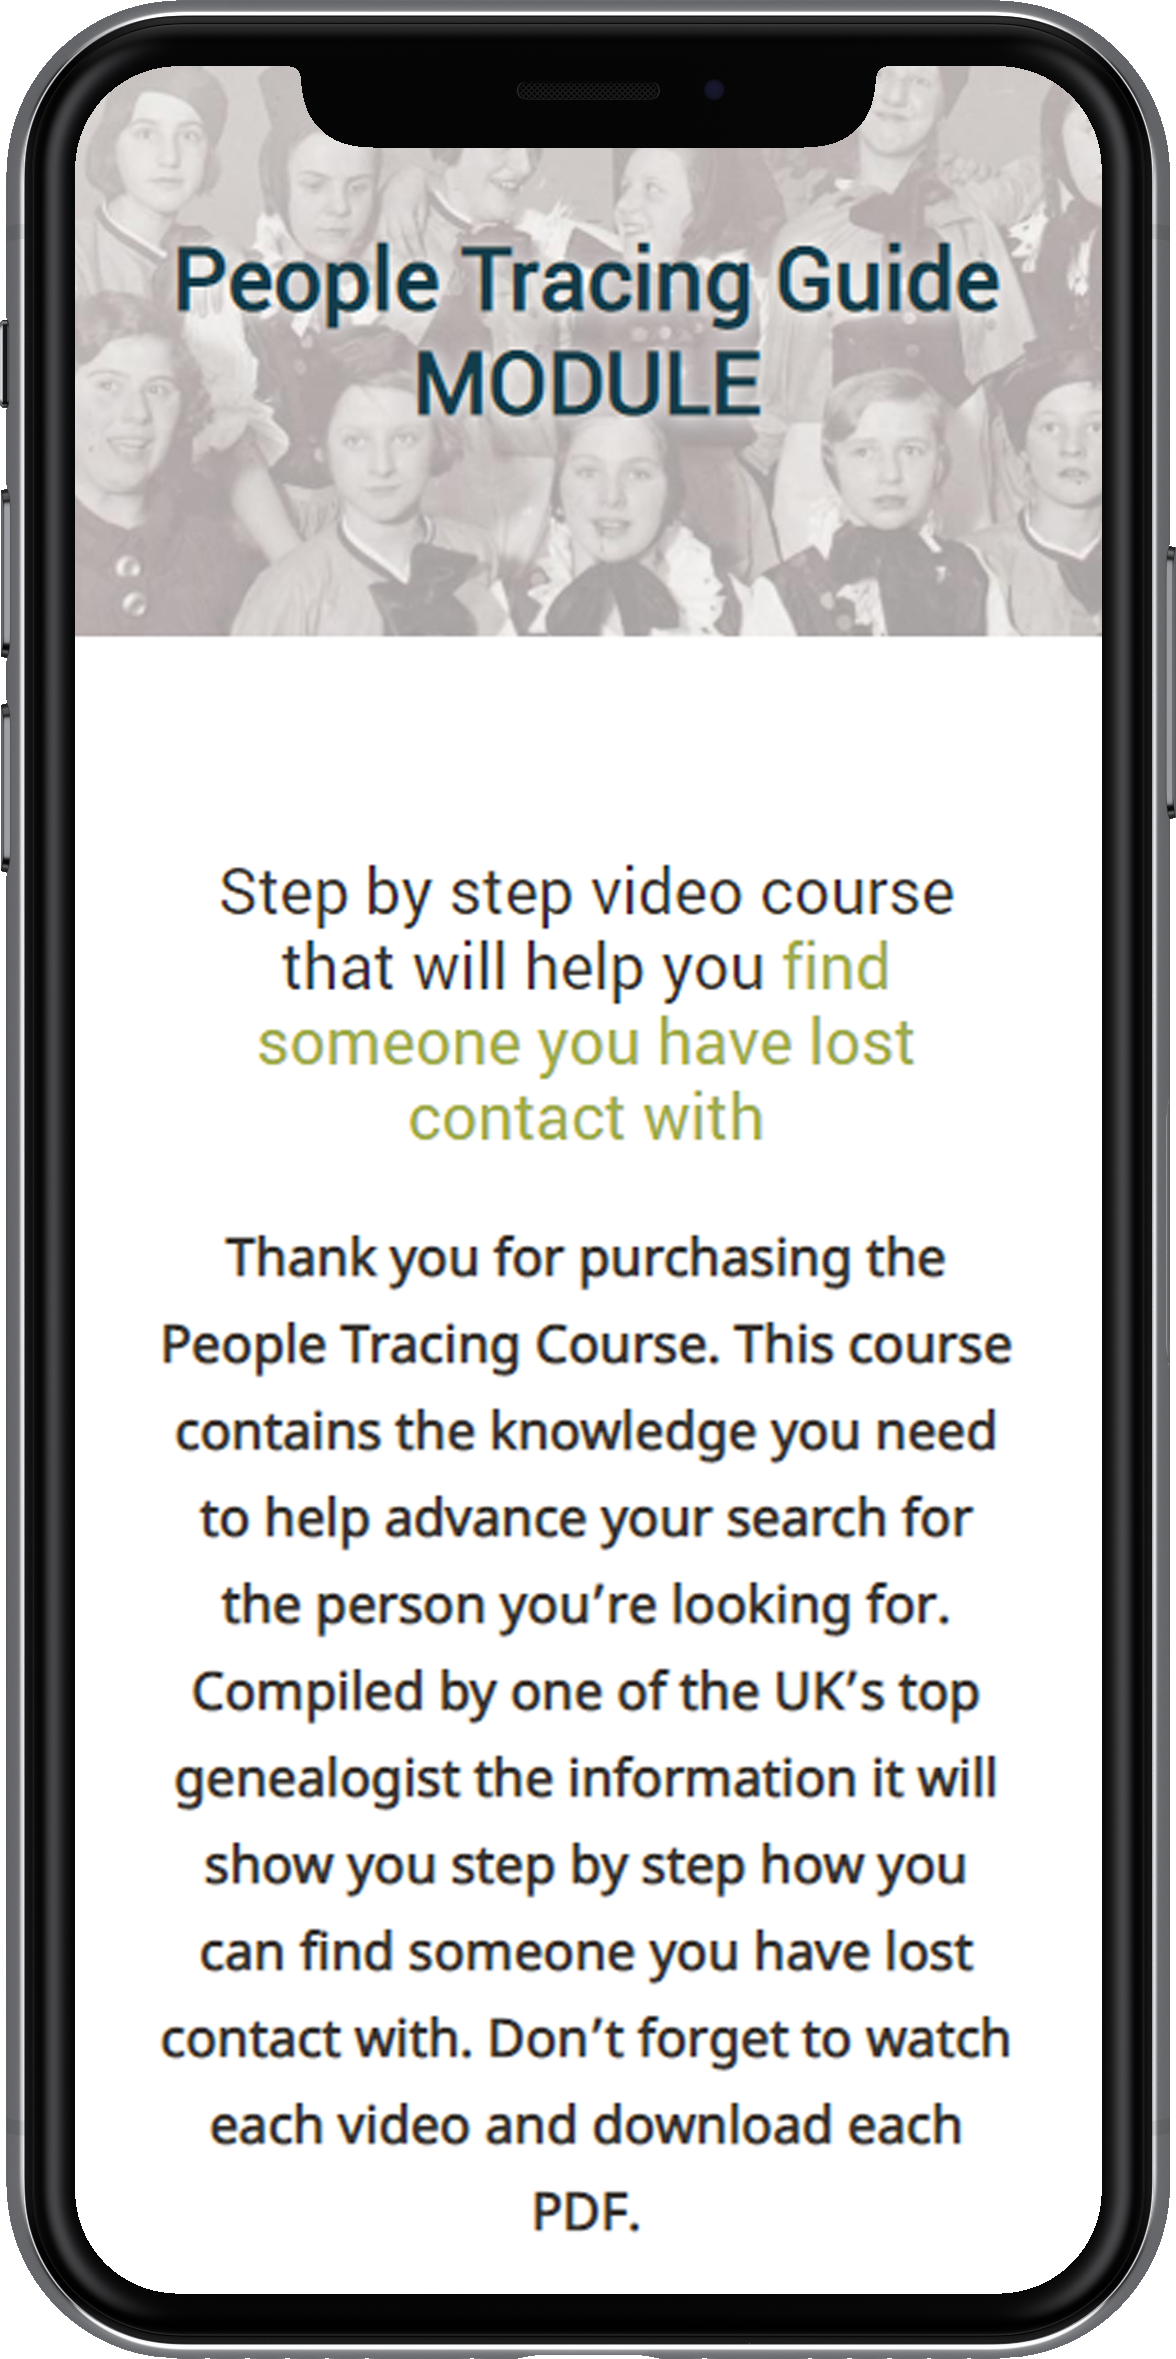 People Tracing Guide
MODULE
Step by step video course
that will help you find
someone you have lost
contact with
Thank you for purchasing the
People Tracing Course. This course
contains the knowledge you need
to help advance your search for
the person you’re looking for.
Compiled by one of the UK’s top
genealogist the information it will
show you step by step how you
can find someone you have lost
contact with. Don’t forget to watch
each video and download each
PDF.